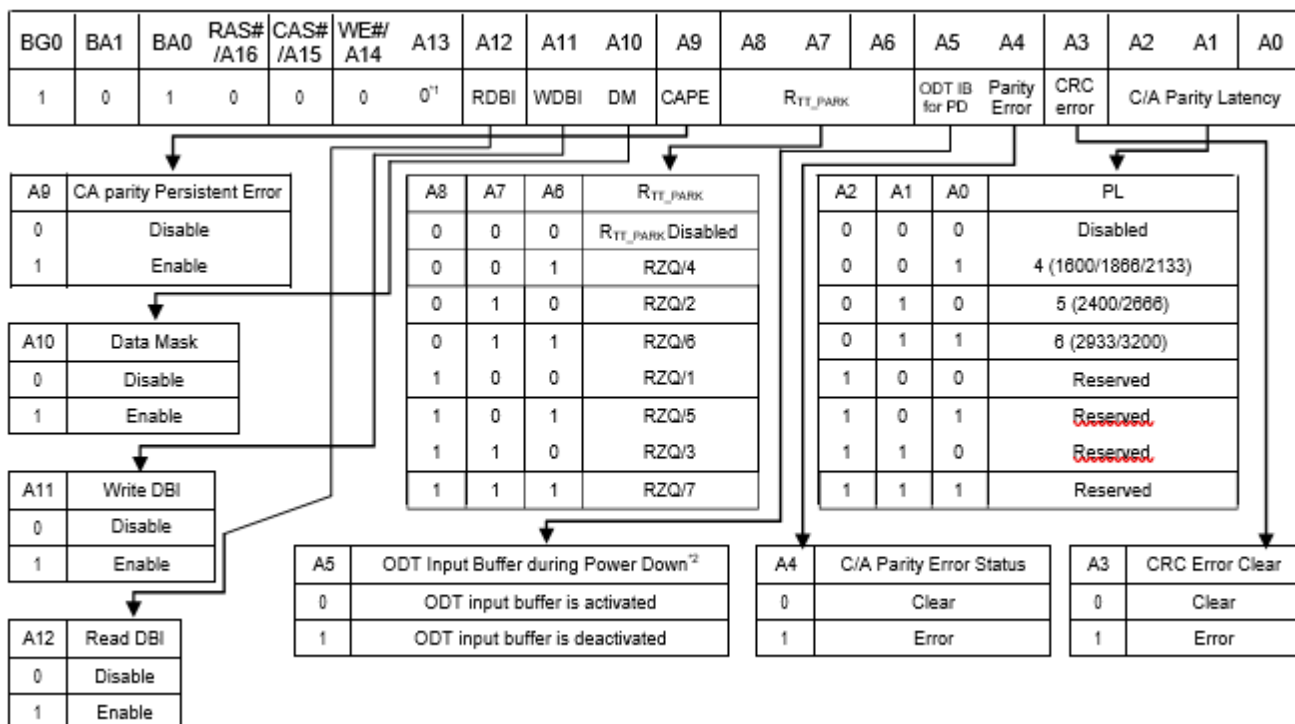 BG0 BA1 BA0 RAS# /A16 CAS# /A15 WE#/ A14 A13 A12 A11 A10 A9 A8 A7 A6 A5 A4 A3 A2 A1 A0
1 0 1 0 0 0 0*1 RDBI WDBI DM CAPE RTT_PARK ODT IB for PD Parity Error CRC error C/A Parity Latency
A9 CA parity Persistent Error
0 Disable
1 Enable
A10 Data Mask
0 Disable
1 Enable
A11 Write DBI
0 Disable
1 Enable
A12 Read DBI
0 Disable
1 Enable
A8 A7 A6 RTT_PARK
0 0 0 RTT_PARK Disabled
0 0 1 RZQ/4
0 1 0 RZQ/2
0 1 1 RZQ/6
1 0 0 RZQ/1
1 0 1 RZQ/5
1 1 0 RZQ/3
1 1 1 RZQ/7
A2 A1 A0 PL
0 0 0 Disabled
0 0 1 4 (1600/1866/2133)
0 1 0 5 (2400/2666)
0 1 1 6 (2933/3200)
1 0 0 Reserved
1 0 1 Reserved
1 1 0 Reserved
1 1 1 Reserved
A5 ODT Input Buffer during Power Down*2
0 ODT input buffer is activated
1 ODT input buffer is deactivated
A4 C/A Parity Error Status
0 Clear
1 Error
A3 CRC Error Clear
0 Clear
1 Error